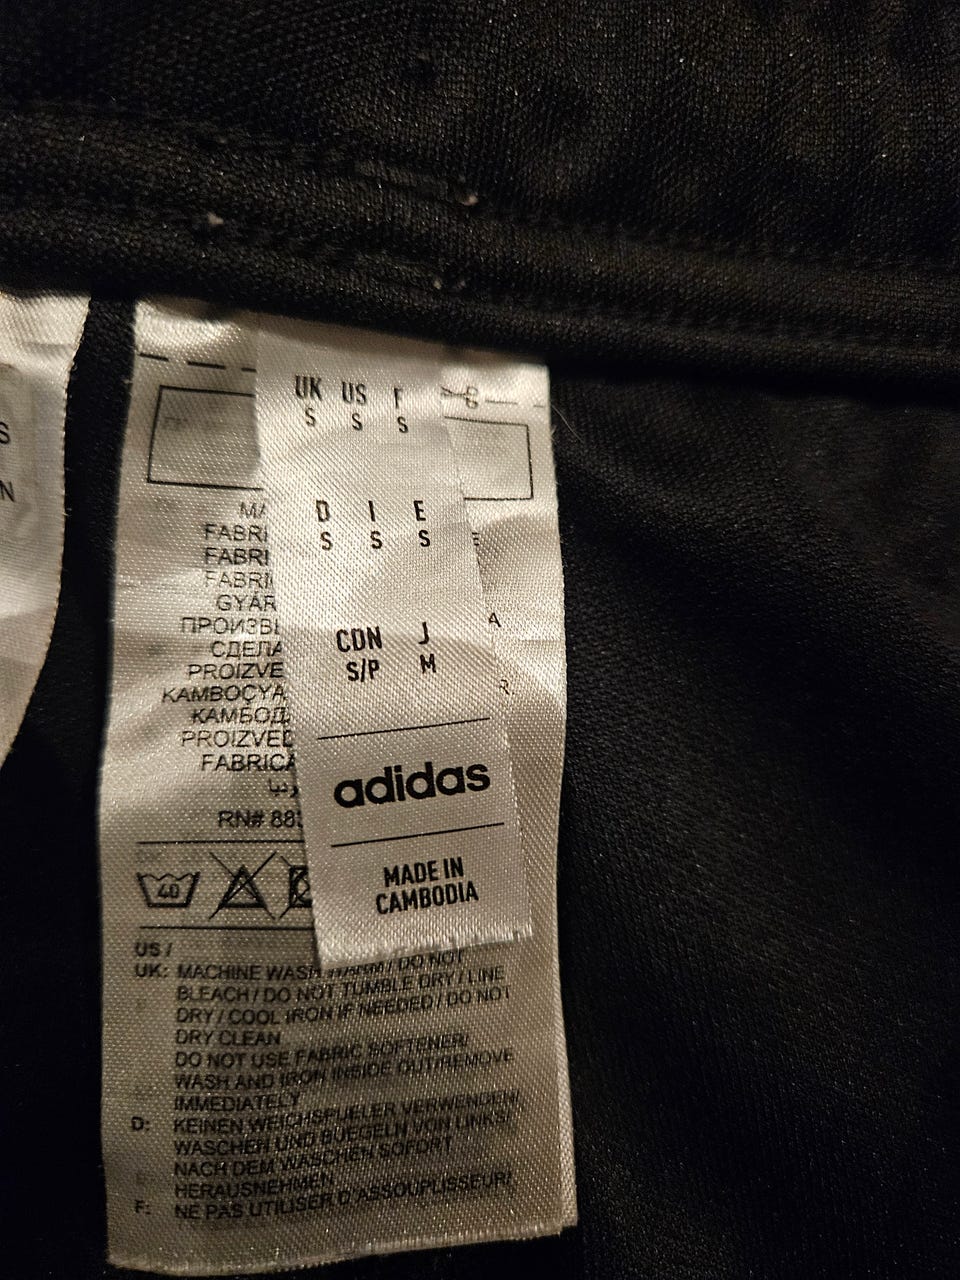 S
N
UK US F
S S S
D I E
S S S
CDN J
S/P M
adidas
MADE IN
CAMBODIA
MA
FABRI
FABRI
FABRI
GYÁR
ПРОИЗВ
СДЕЛА
PROIZVE
KAMBOÇYA
КАМБОД
PROIZVED
FABRICA
RN# 88
E
A
R
40
US /
UK: MACHINE WASH WARM / DO NOT
BLEACH / DO NOT TUMBLE DRY / LINE
DRY / COOL IRON IF NEEDED / DO NOT
DRY CLEAN
DO NOT USE FABRIC SOFTENER/
WASH AND IRON INSIDE OUT/REMOVE
IMMEDIATELY
D: KEINEN WEICHSPUELER VERWENDEN/
WASCHEN UND BUEGELN VON LINKS/
NACH DEM WASCHEN SOFORT
HERAUSNEHMEN
F: NE PAS UTILISER D'ASSOUPLISSEUR/